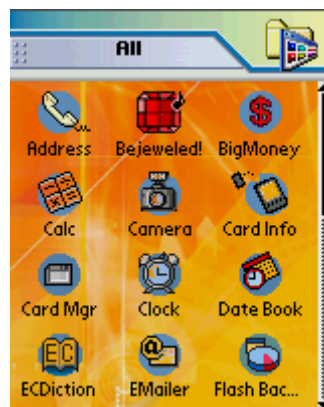 All
Address Bejeweled! BigMoney
Calc Camera Card Info
Card Mgr Clock Date Book
ECDiction EMailer Flash Bac...